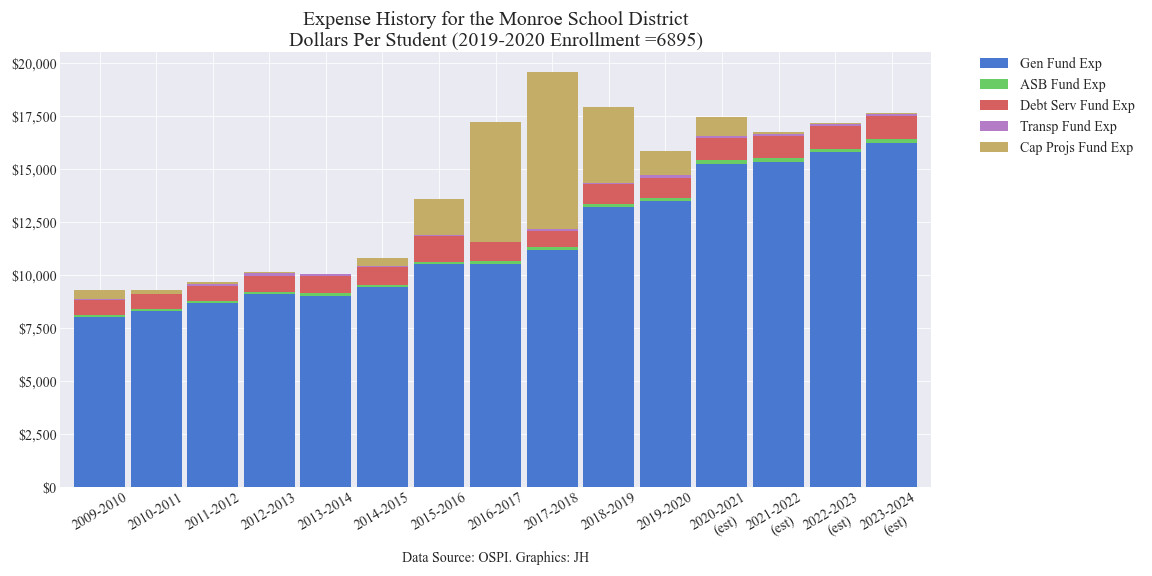 Expense History for the Monroe School District
Dollars Per Student (2019-2020 Enrollment =6895)
$20,000
$17,500
$15,000
$12,500
$10,000
$7,500
$5,000
$2,500
$0
2009-2010
2010-2011
2011-2012
2012-2013
2013-2014
2014-2015
2015-2016
2016-2017
2017-2018
2018-2019
2019-2020
2020-2021
(est)
2021-2022
(est)
2022-2023
(est)
2023-2024
(est)
Gen Fund Exp
ASB Fund Exp
Debt Serv Fund Exp
Transp Fund Exp
Cap Projs Fund Exp
Data Source: OSPI. Graphics: JH